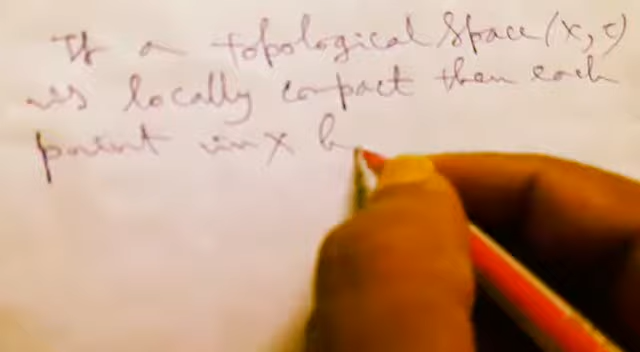 If a topological Space (X, τ)
is locally compact then each
point in X h